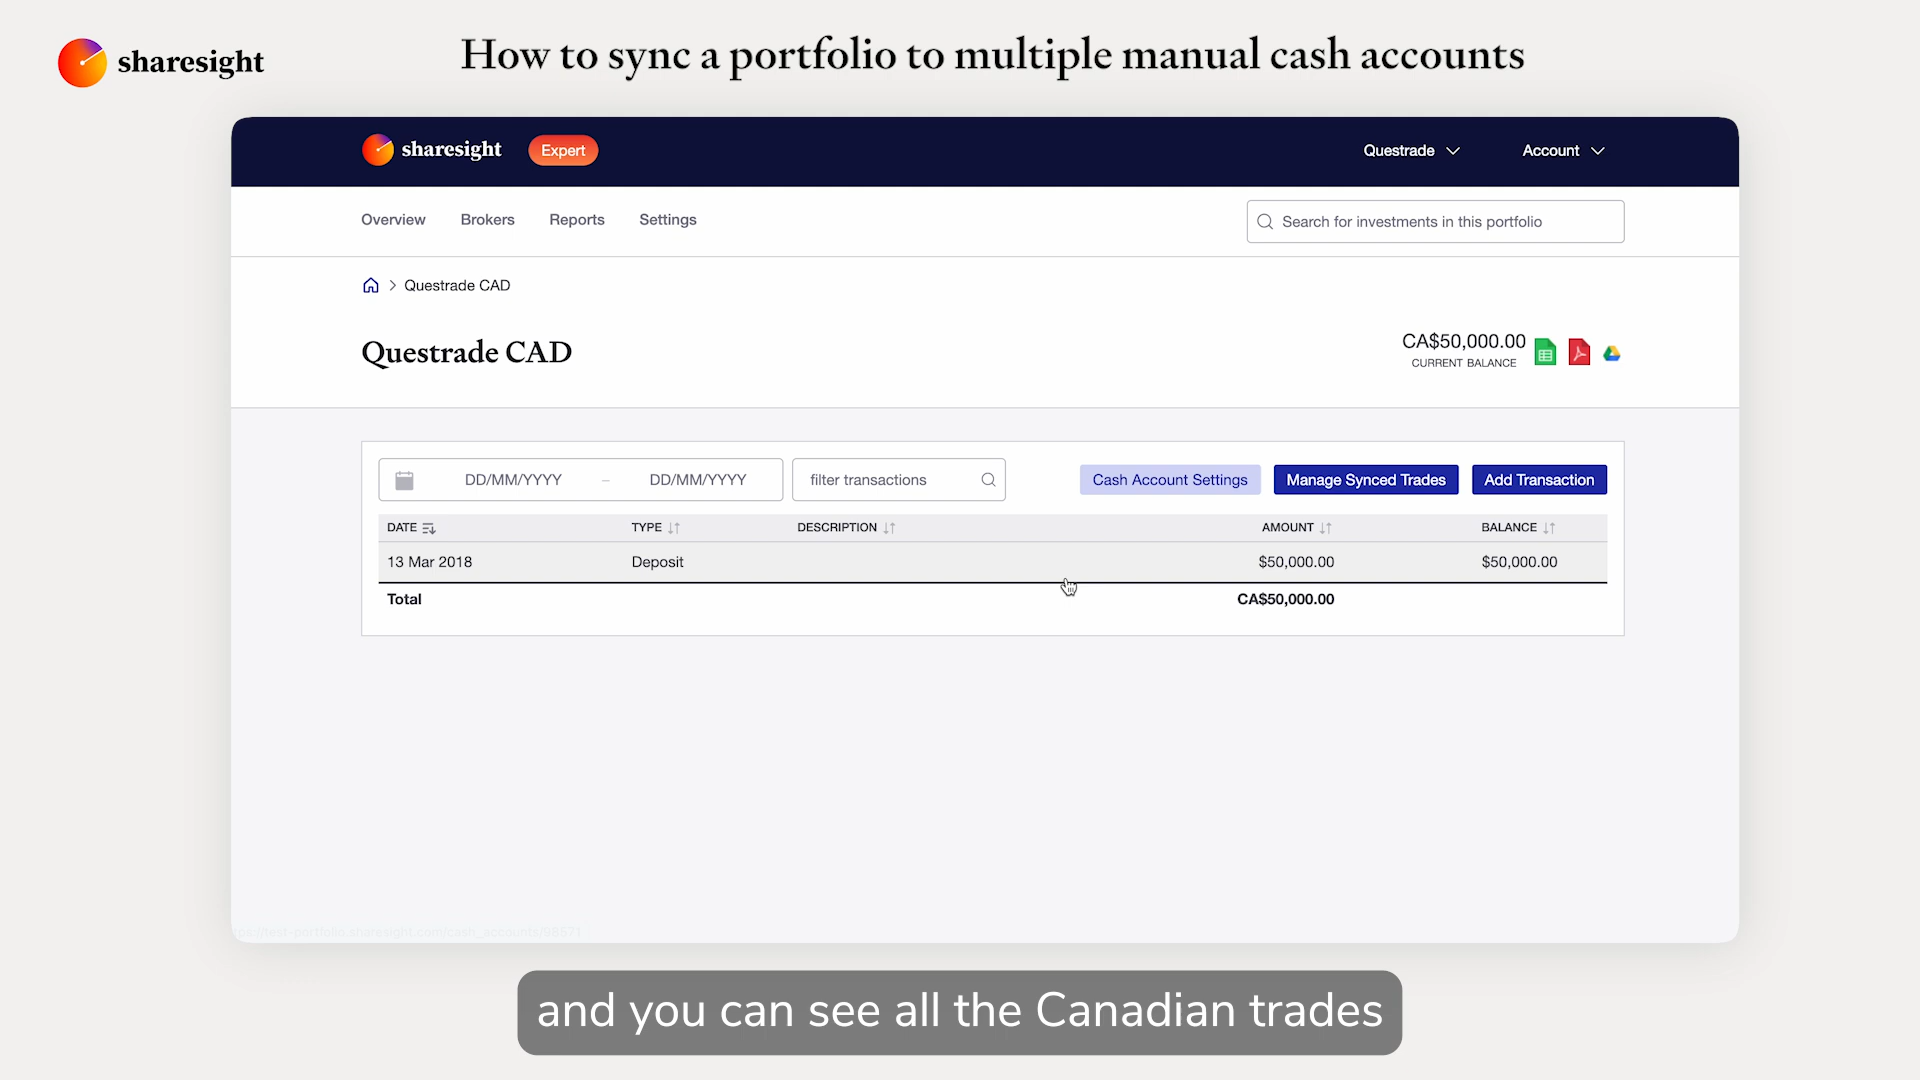 sharesight
How to sync a portfolio to multiple manual cash accounts
sharesight Expert Questrade Account
Overview Brokers Reports Settings Search for investments in this portfolio
> Questrade CAD
Questrade CAD
CA$50,000.00
CURRENT BALANCE
DD/MM/YYYY – DD/MM/YYYY filter transactions Cash Account Settings Manage Synced Trades Add Transaction
DATE TYPE DESCRIPTION AMOUNT BALANCE
13 Mar 2018 Deposit $50,000.00 $50,000.00
Total CA$50,000.00
and you can see all the Canadian trades